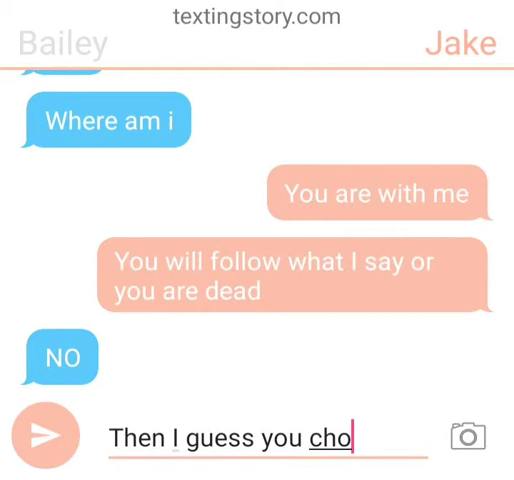 textingstory.com
Bailey
Jake
Where am i
You are with me
You will follow what I say or
you are dead
NO
Then I guess you cho